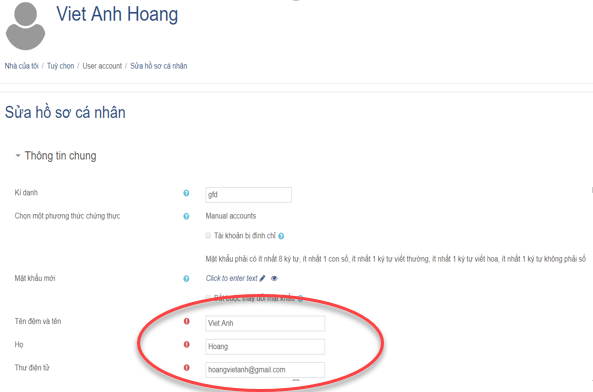 Viet Anh Hoang
Nhà của tôi / Tuỳ chọn / User account / Sửa hồ sơ cá nhân
Sửa hồ sơ cá nhân
Thông tin chung
Kí danh
gfd
Chọn một phương thức chứng thực
Manual accounts
Tài khoản bị đình chỉ
Mật khẩu phải có ít nhất 8 ký tự, ít nhất 1 con số, ít nhất 1 ký tự viết thường, ít nhất 1 ký tự viết hoa, ít nhất 1 ký tự không phải số
Mật khẩu mới
Click to enter text
Bắt buộc thay đổi mật khẩu
Tên đệm và tên
Viet Anh
Họ
Hoang
Thư điện tử
hoangvietanh@gmail.com